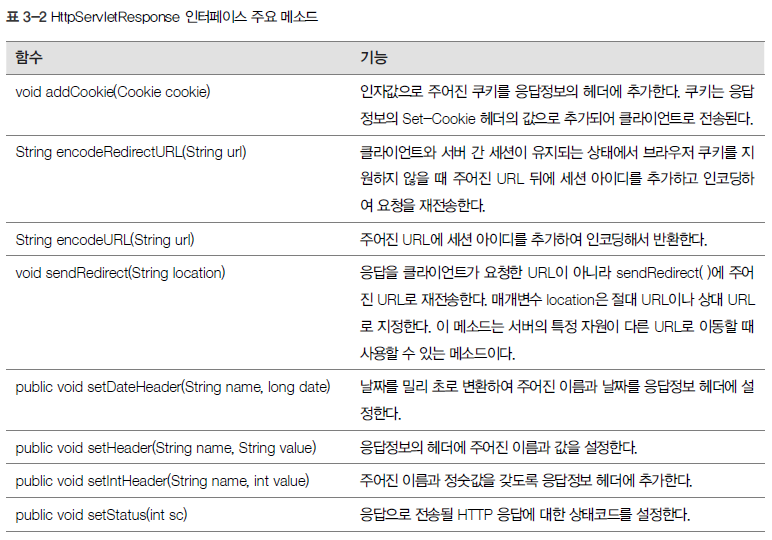 표 3-2 HttpServletResponse 인터페이스 주요 메소드
함수 기능
void addCookie(Cookie cookie) 인자값으로 주어진 쿠키를 응답정보의 헤더에 추가한다. 쿠키는 응답
정보의 Set-Cookie 헤더의 값으로 추가되어 클라이언트로 전송된다.
String encodeRedirectURL(String url) 클라이언트와 서버 간 세션이 유지되는 상태에서 브라우저 쿠키를 지
원하지 않을 때 주어진 URL 뒤에 세션 아이디를 추가하고 인코딩하
여 요청을 재전송한다.
String encodeURL(String url) 주어진 URL에 세션 아이디를 추가하여 인코딩해서 반환한다.
void sendRedirect(String location) 응답을 클라이언트가 요청한 URL이 아니라 sendRedirect( )에 주어
진 URL로 재전송한다. 매개변수 location은 절대 URL이나 상대 URL
로 지정한다. 이 메소드는 서버의 특정 자원이 다른 URL로 이동할 때
사용할 수 있는 메소드이다.
public void setDateHeader(String name, long date) 날짜를 밀리 초로 변환하여 주어진 이름과 날짜를 응답정보 헤더에 설
정한다.
public void setHeader(String name, String value) 응답정보의 헤더에 주어진 이름과 값을 설정한다.
public void setIntHeader(String name, int value) 주어진 이름과 정숫값을 갖도록 응답정보 헤더에 추가한다.
public void setStatus(int sc) 응답으로 전송될 HTTP 응답에 대한 상태코드를 설정한다.